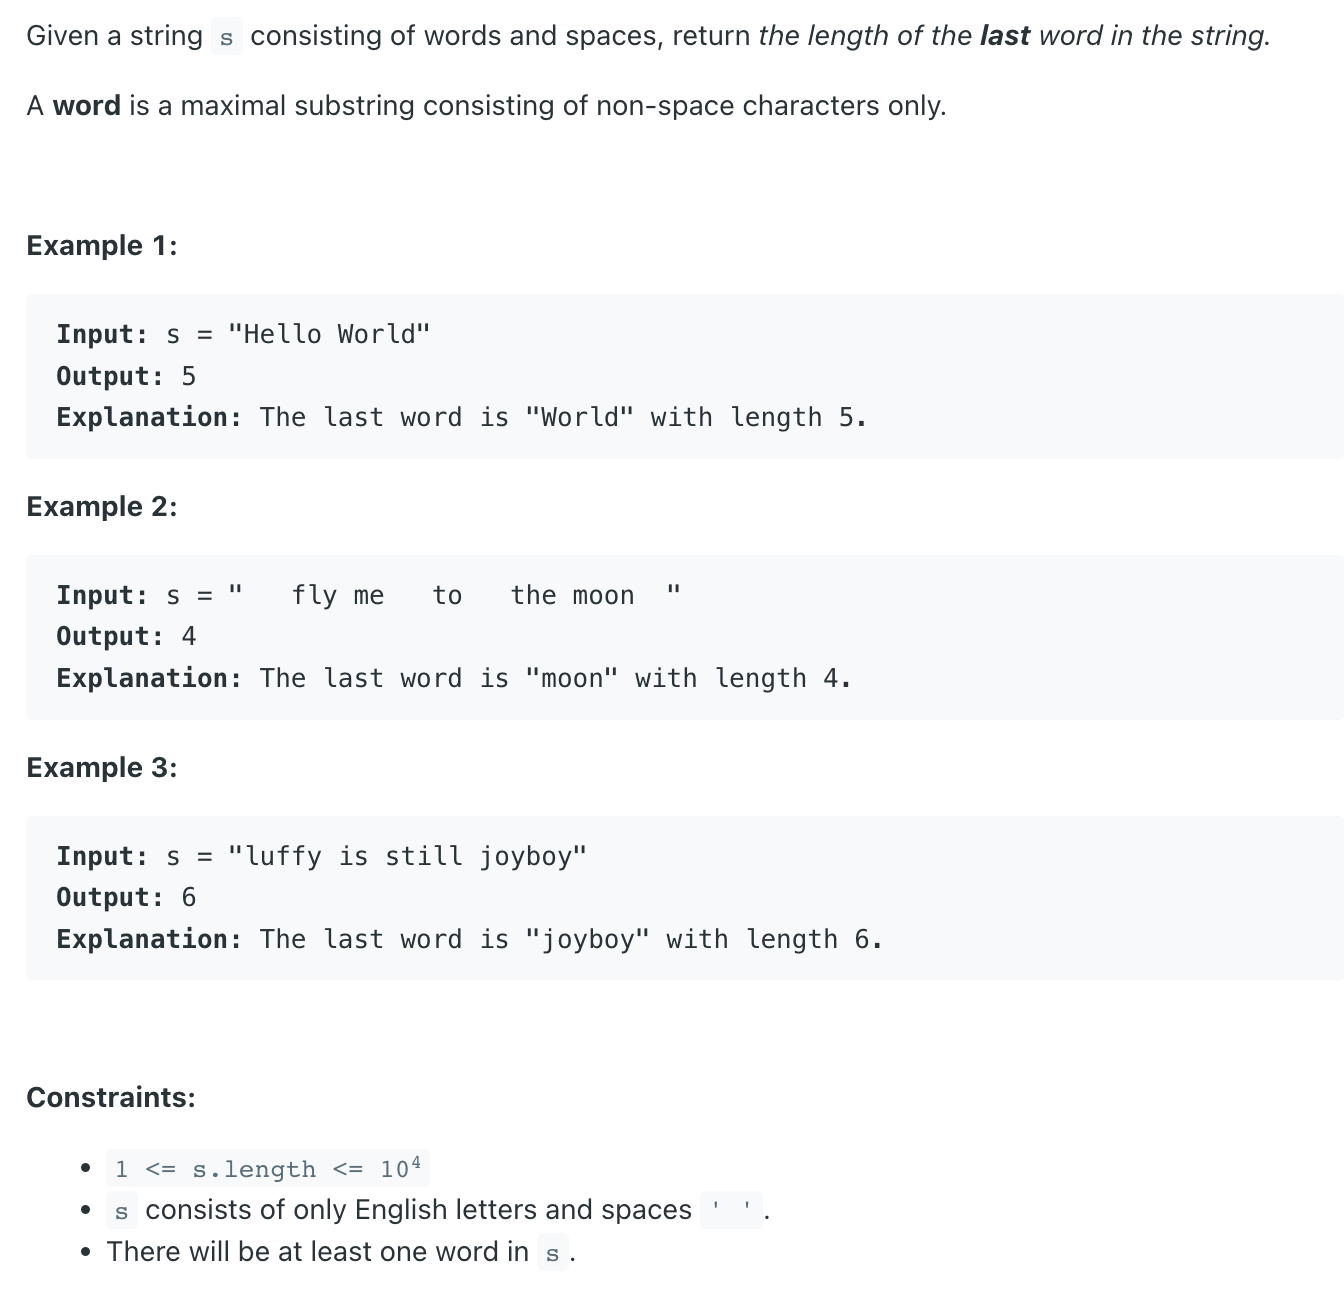 Given a string s consisting of words and spaces, return the length of the last word in the string.
A word is a maximal substring consisting of non-space characters only.
Example 1:
Input: s = "Hello World"
Output: 5
Explanation: The last word is "World" with length 5.
Example 2:
Input: s = "   fly me   to   the moon  "
Output: 4
Explanation: The last word is "moon" with length 4.
Example 3:
Input: s = "luffy is still joyboy"
Output: 6
Explanation: The last word is "joyboy" with length 6.
Constraints:
• 1 <= s.length <= 10⁴
• s consists of only English letters and spaces ' '.
• There will be at least one word in s.